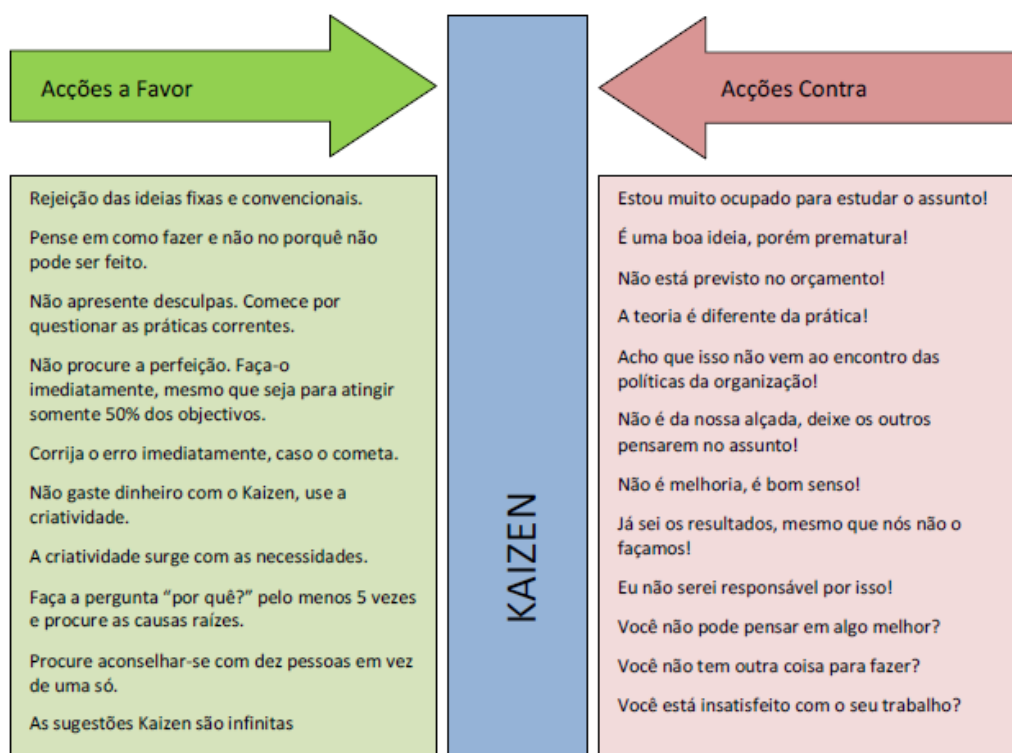 Acções a Favor
Rejeição das ideias fixas e convencionais.
Pense em como fazer e não no porquê não
pode ser feito.
Não apresente desculpas. Comece por
questionar as práticas correntes.
Não procure a perfeição. Faça-o
imediatamente, mesmo que seja para atingir
somente 50% dos objectivos.
Corrija o erro imediatamente, caso o cometa.
Não gaste dinheiro com o Kaizen, use a
criatividade.
A criatividade surge com as necessidades.
Faça a pergunta “por quê?” pelo menos 5 vezes
e procure as causas raízes.
Procure aconselhar-se com dez pessoas em vez
de uma só.
As sugestões Kaizen são infinitas
KAIZEN
Acções Contra
Estou muito ocupado para estudar o assunto!
É uma boa ideia, porém prematura!
Não está previsto no orçamento!
A teoria é diferente da prática!
Acho que isso não vem ao encontro das
políticas da organização!
Não é da nossa alçada, deixe os outros
pensarem no assunto!
Não é melhoria, é bom senso!
Já sei os resultados, mesmo que nós não o
façamos!
Eu não serei responsável por isso!
Você não pode pensar em algo melhor?
Você não tem outra coisa para fazer?
Você está insatisfeito com o seu trabalho?